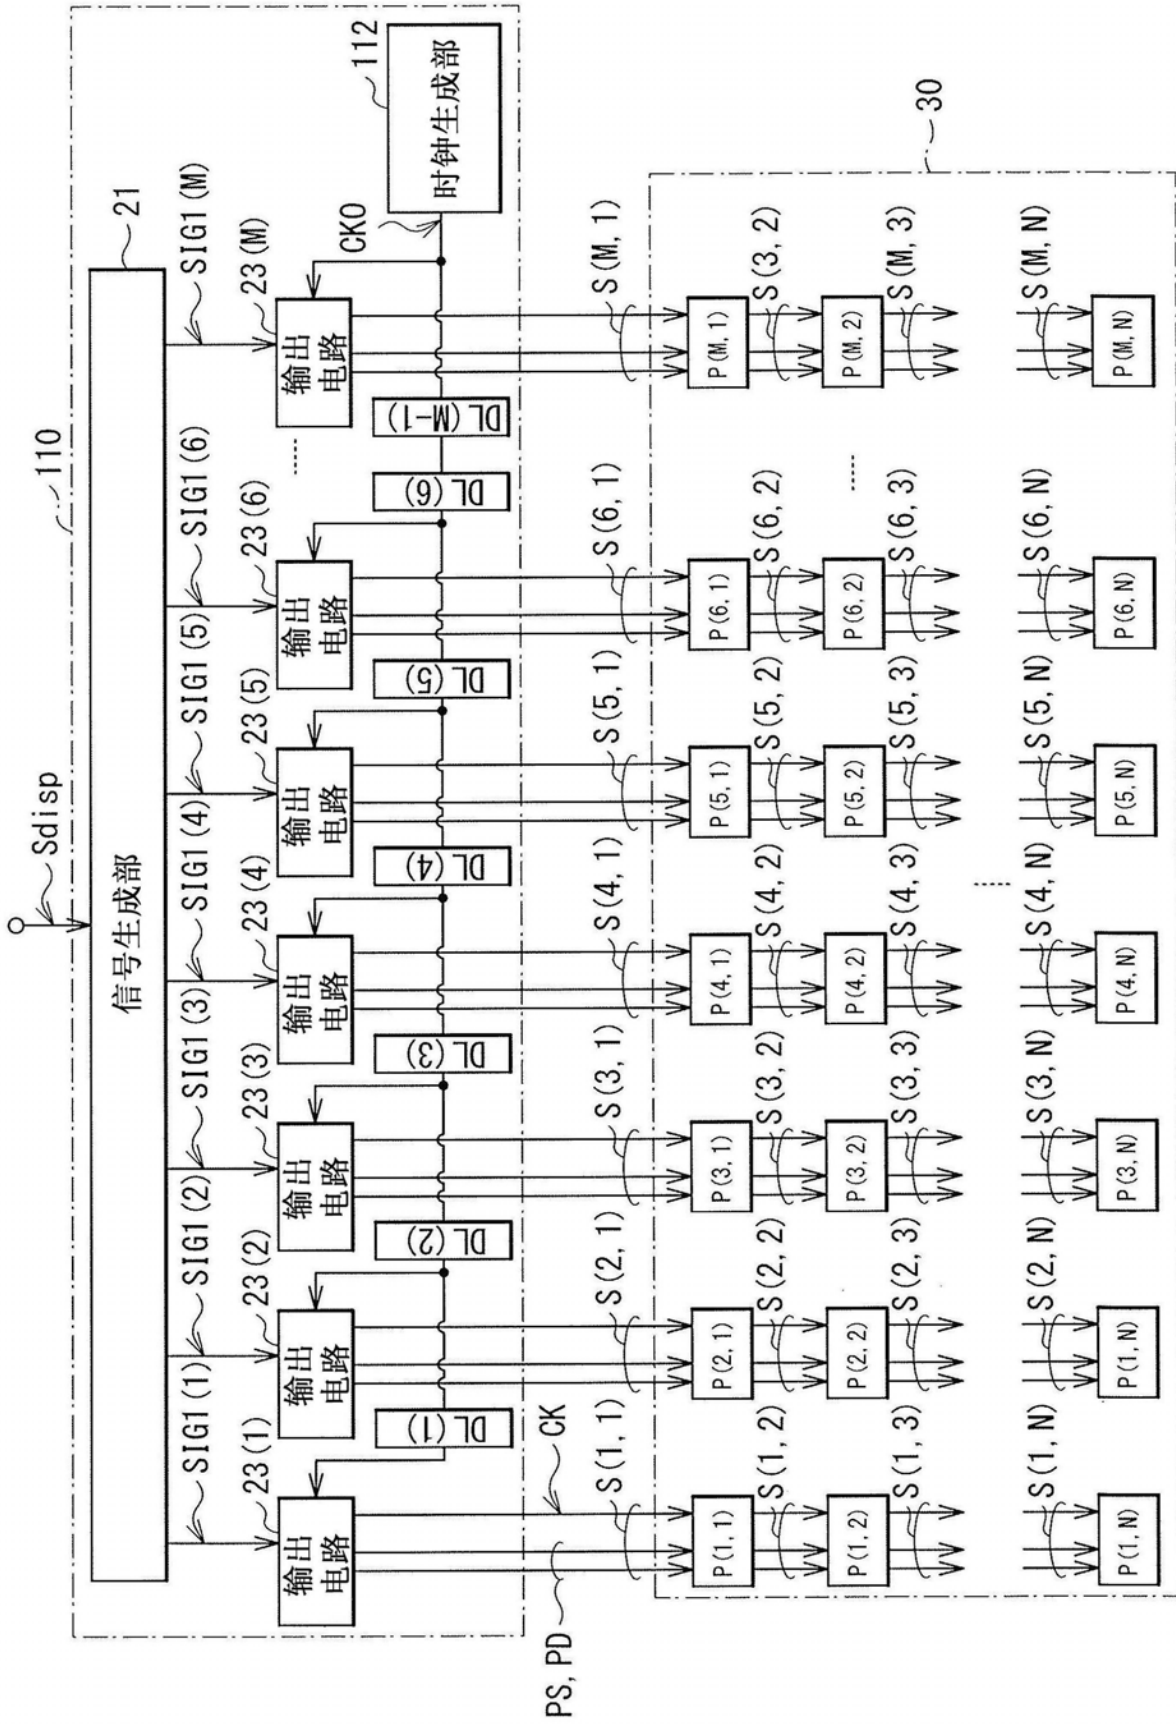 Sdisp
110
信号生成部
21
SIG1(1)
SIG1(2)
SIG1(3)
SIG1(4)
SIG1(5)
SIG1(6)
SIG1(M)
23(1)
23(2)
23(3)
23(4)
23(5)
23(6)
23(M)
输出
电路
输出
电路
输出
电路
输出
电路
输出
电路
输出
电路
输出
电路
112
CK0
时钟生成部
DL(1)
DL(2)
DL(3)
DL(4)
DL(5)
DL(6)
DL(M-1)
PS, PD
CK
S(1, 1)
S(2, 1)
S(3, 1)
S(4, 1)
S(5, 1)
S(6, 1)
S(M, 1)
30
P(1, 1)
P(2, 1)
P(3, 1)
P(4, 1)
P(5, 1)
P(6, 1)
P(M, 1)
S(1, 2)
S(2, 2)
S(3, 2)
S(4, 2)
S(5, 2)
S(6, 2)
S(3, 2)
P(1, 2)
P(2, 2)
P(3, 2)
P(4, 2)
P(5, 2)
P(6, 2)
P(M, 2)
S(1, 3)
S(2, 3)
S(3, 3)
S(4, 3)
S(5, 3)
S(6, 3)
S(M, 3)
S(1, N)
S(2, N)
S(3, N)
S(4, N)
S(5, N)
S(6, N)
S(M, N)
P(1, N)
P(1, N)
P(3, N)
P(4, N)
P(5, N)
P(6, N)
P(M, N)